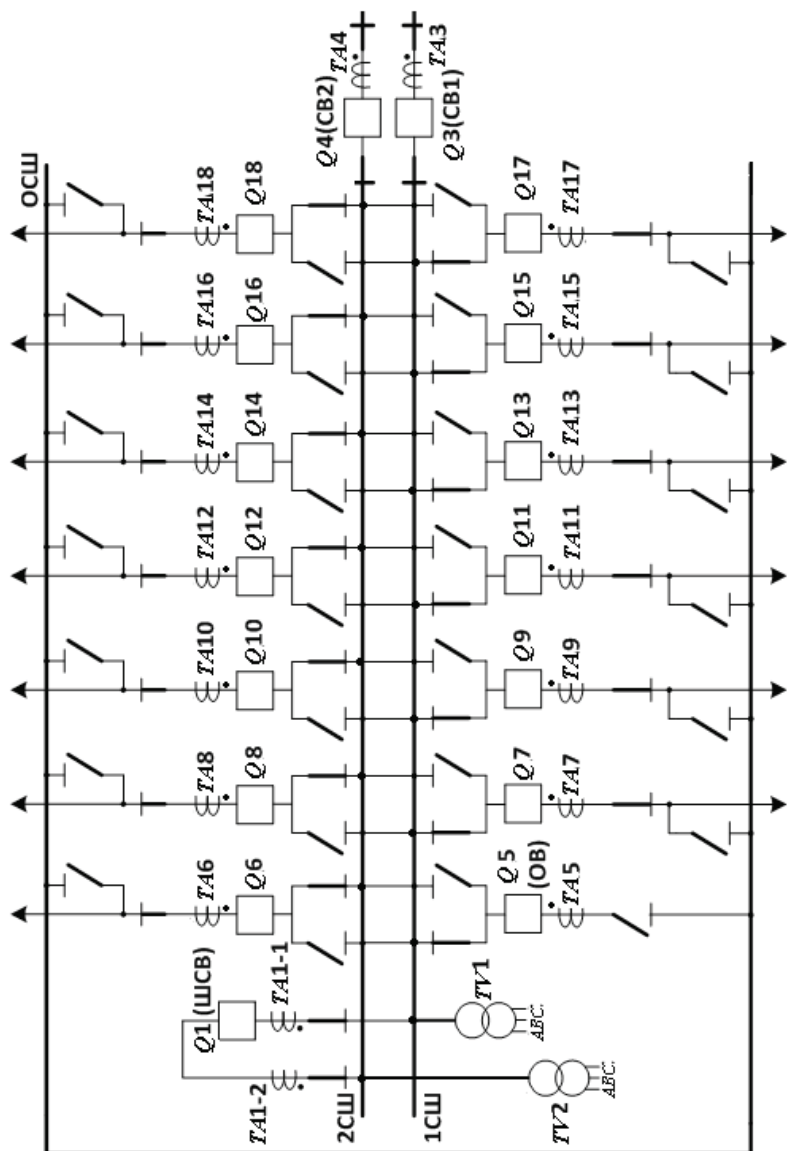 TA4
TA3
Q4(СВ2)
Q3(СВ1)
ОСШ
TA18
Q18
Q17
TA17
TA16
Q16
Q15
TA15
TA14
Q14
Q13
TA13
TA12
Q12
Q11
TA11
TA10
Q10
Q9
TA9
TA8
Q8
Q7
TA7
TA6
Q6
Q5
(ОВ)
TA5
Q1 (ШСВ)
TA1-1
TV1
ABC.
TA1-2
2СШ
1СШ
TV2
ABC.